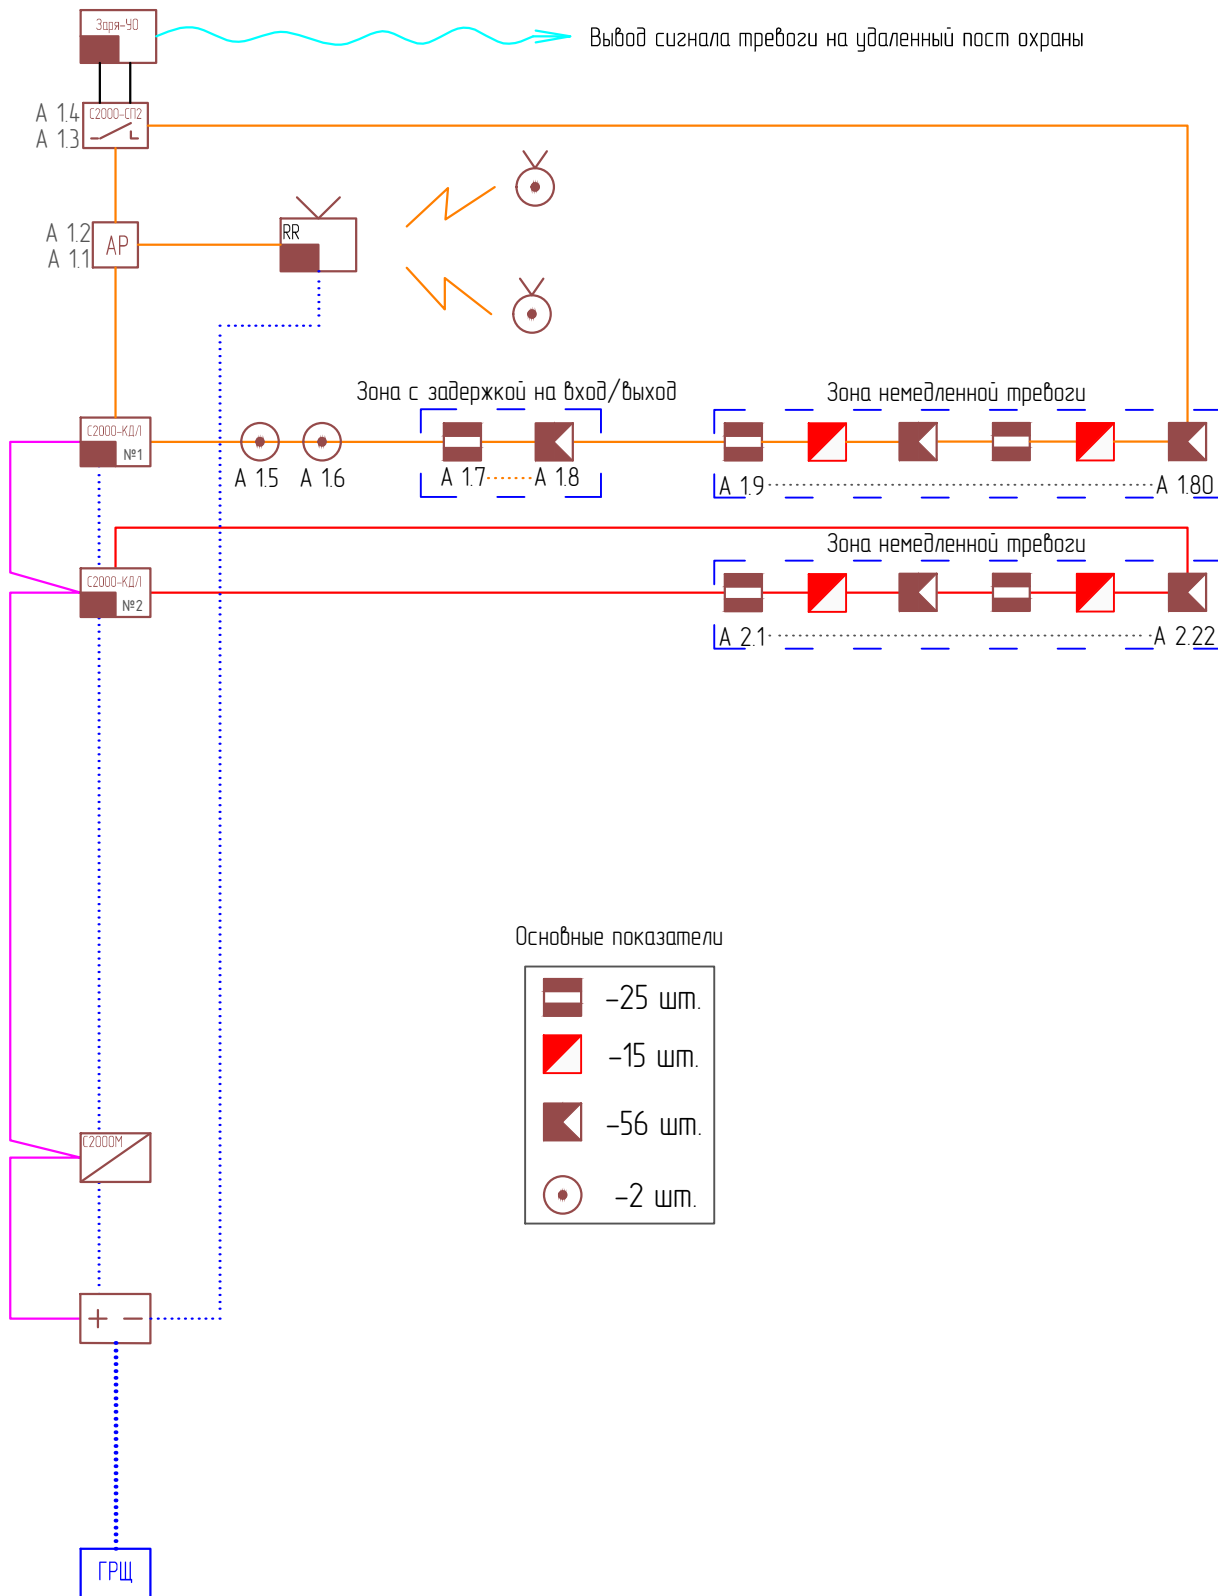 Заря-УО
Вывод сигнала тревоги на удаленный пост охраны
А 1.4
С2000-СП2
А 1.3
А 1.2
АР
А 1.1
RR
Зона с задержкой на вход/выход
Зона немедленной тревоги
С2000-КДЛ
№1
А 1.5
А 1.6
А 1.7
А 1.8
А 1.9
А 1.80
Зона немедленной тревоги
С2000-КДЛ
№2
А 2.1
А 2.22
Основные показатели
-25 шт.
-15 шт.
-56 шт.
-2 шт.
С2000М
+ -
ГРЩ